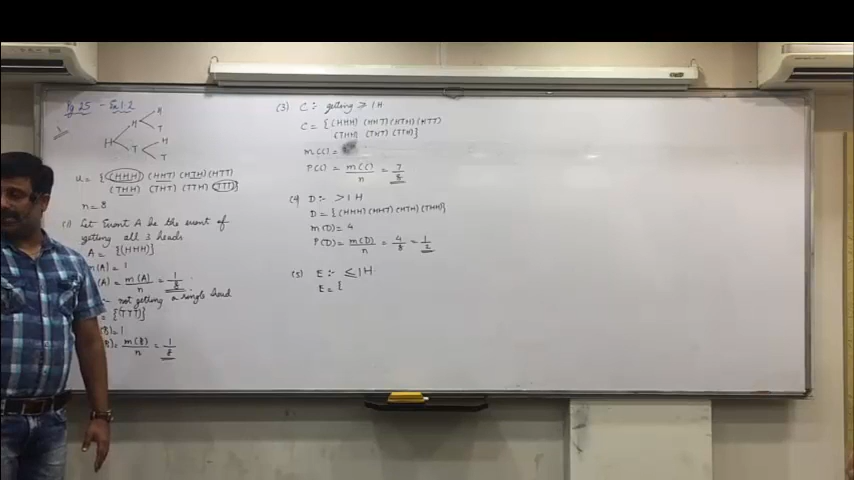 Pg 25 - Ex 1.2
1
H
H
H T
H
T H
T
U = { (HHH) (HHT) (HTH) (HTT)
(THH) (THT) (TTH) (TTT)}
n = 8
(1) Let Event A be the event of
getting all 3 heads
A = {(HHH)}
m(A) = 1
(A) = m(A)/n = 1/8
not getting a single head
= {(TTT)}
(B) = 1
B) = m(B)/n = 1/8
(3) C :- getting ≥ 1H
C = { (HHH) (HHT) (HTH) (HTT)
(THH) (THT) (TTH)}
m(C) =
P(C) = m(C)/n = 7/8
(4) D :- > 1H
D = { (HHH) (HHT) (HTH) (THH)}
m(D) = 4
P(D) = m(D)/n = 4/8 = 1/2
(5) E :- ≤ 1H
E = {